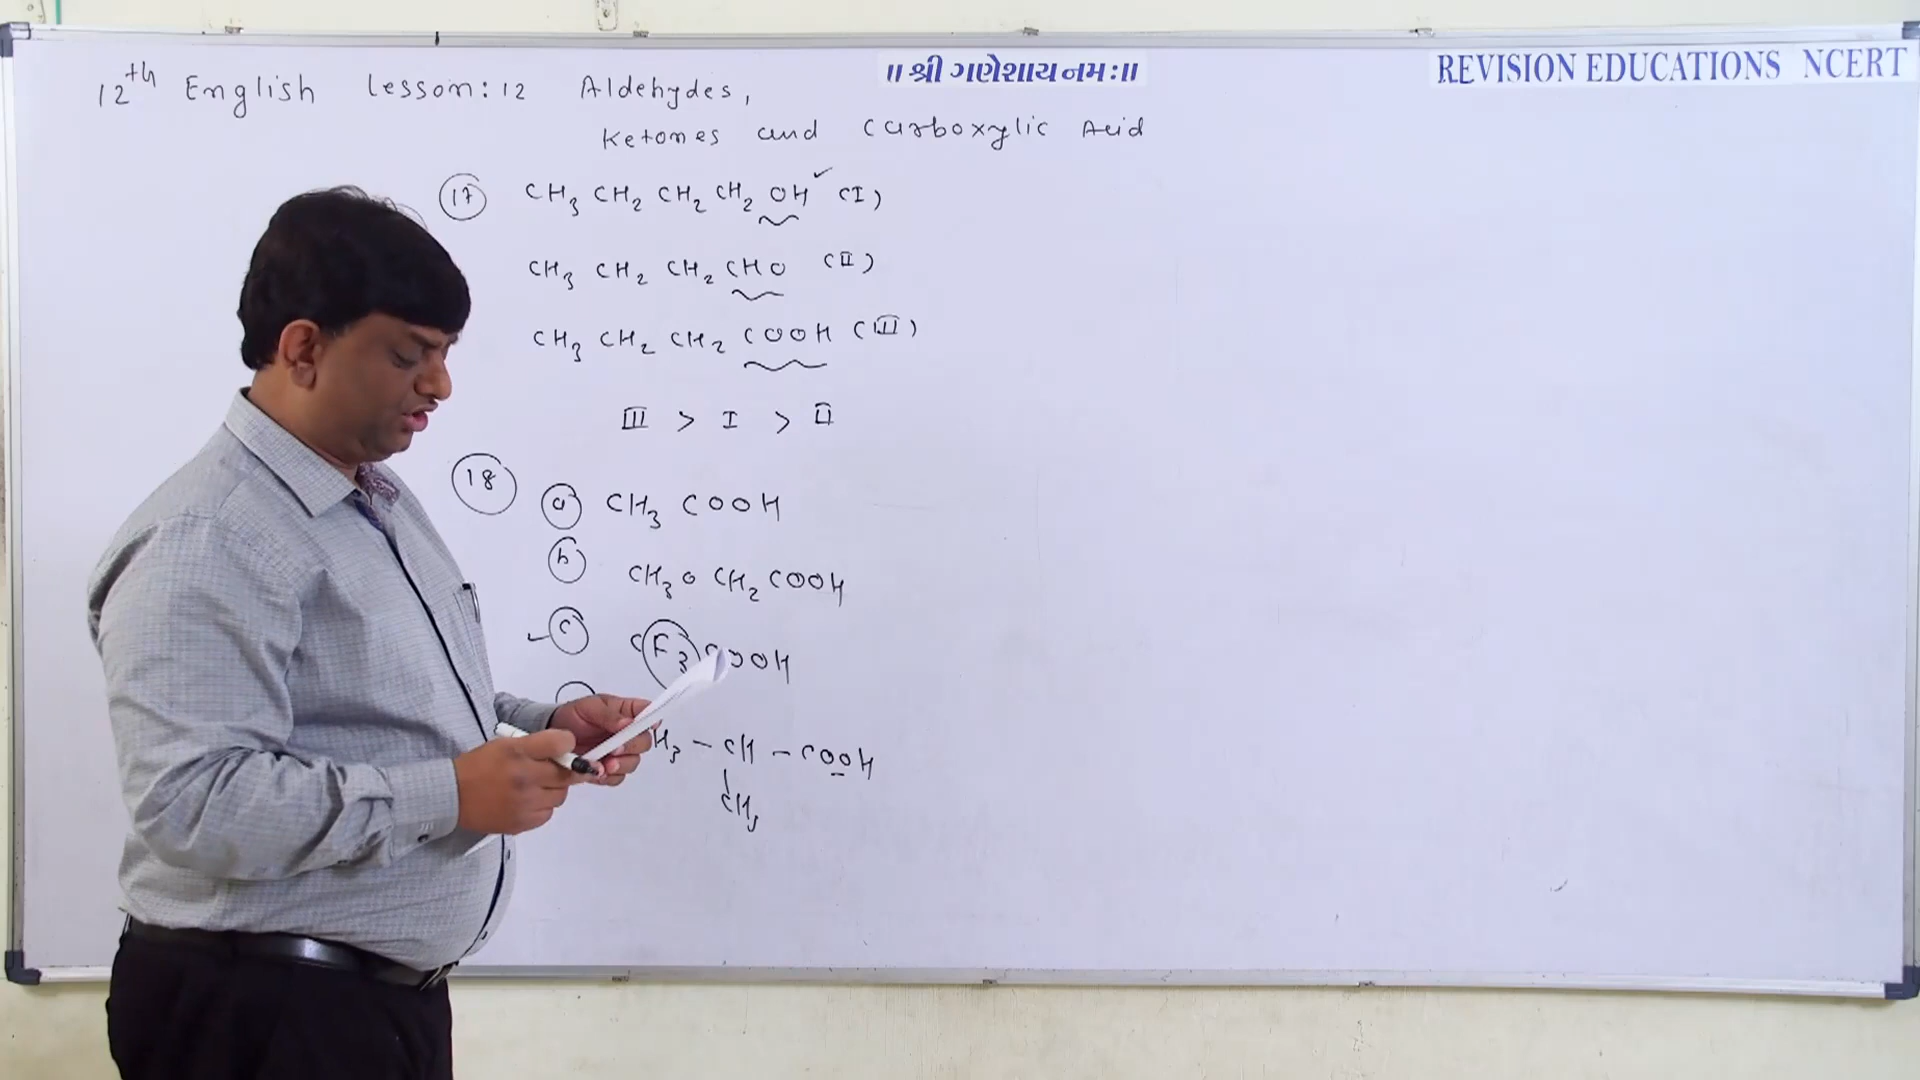 ॥ શ્રી ગણેશાય નમઃ॥
REVISION EDUCATIONS NCERT
12th English Lesson: 12 Aldehydes,
Ketones and Carboxylic Acid
17 CH3 CH2 CH2 CH2 OH ✓ (I)
CH3 CH2 CH2 CHO (II)
CH3 CH2 CH2 COOH (III)
III > I > II
18 a CH3 COOH
b CH3 O CH2 COOH
✓ c CF3 COOH
H3 – CH – COOH
CH3